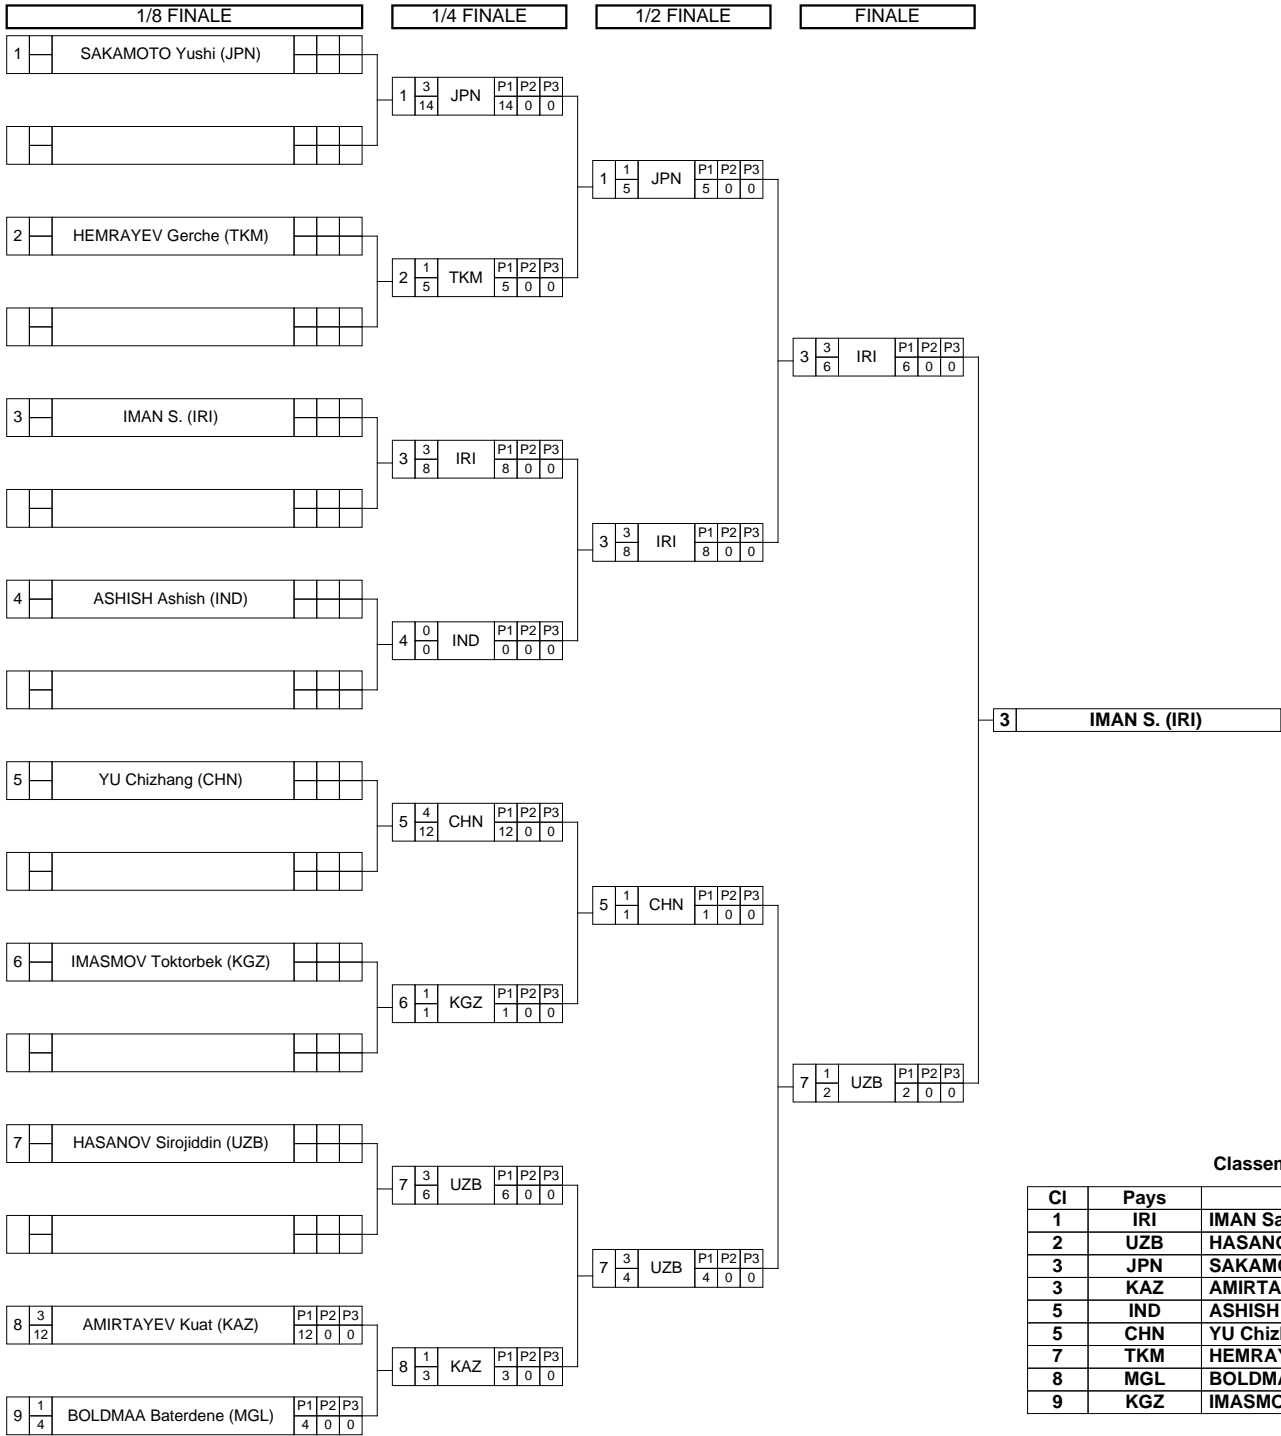 1/8 FINALE 1/4 FINALE 1/2 FINALE FINALE
1 SAKAMOTO Yushi (JPN)
1 3 14 JPN P1 P2 P3 14 0 0
1 1 5 JPN P1 P2 P3 5 0 0
2 HEMRAYEV Gerche (TKM)
2 1 5 TKM P1 P2 P3 5 0 0
3 3 6 IRI P1 P2 P3 6 0 0
3 IMAN S. (IRI)
3 3 8 IRI P1 P2 P3 8 0 0
3 3 8 IRI P1 P2 P3 8 0 0
4 ASHISH Ashish (IND)
4 0 0 IND P1 P2 P3 0 0 0
3 IMAN S. (IRI)
5 YU Chizhang (CHN)
5 4 12 CHN P1 P2 P3 12 0 0
5 1 1 CHN P1 P2 P3 1 0 0
6 IMASMOV Toktorbek (KGZ)
6 1 1 KGZ P1 P2 P3 1 0 0
7 1 2 UZB P1 P2 P3 2 0 0
7 HASANOV Sirojiddin (UZB)
7 3 6 UZB P1 P2 P3 6 0 0
7 3 4 UZB P1 P2 P3 4 0 0
8 3 12 AMIRTAYEV Kuat (KAZ) P1 P2 P3 12 0 0
8 1 3 KAZ P1 P2 P3 3 0 0
9 1 4 BOLDMAA Baterdene (MGL) P1 P2 P3 4 0 0
Cl Pays
1 IRI IMAN
2 UZB
3 JPN
3 KAZ
5 IND ASHISH
5 CHN YU
7 TKM
8 MGL
9 KGZ